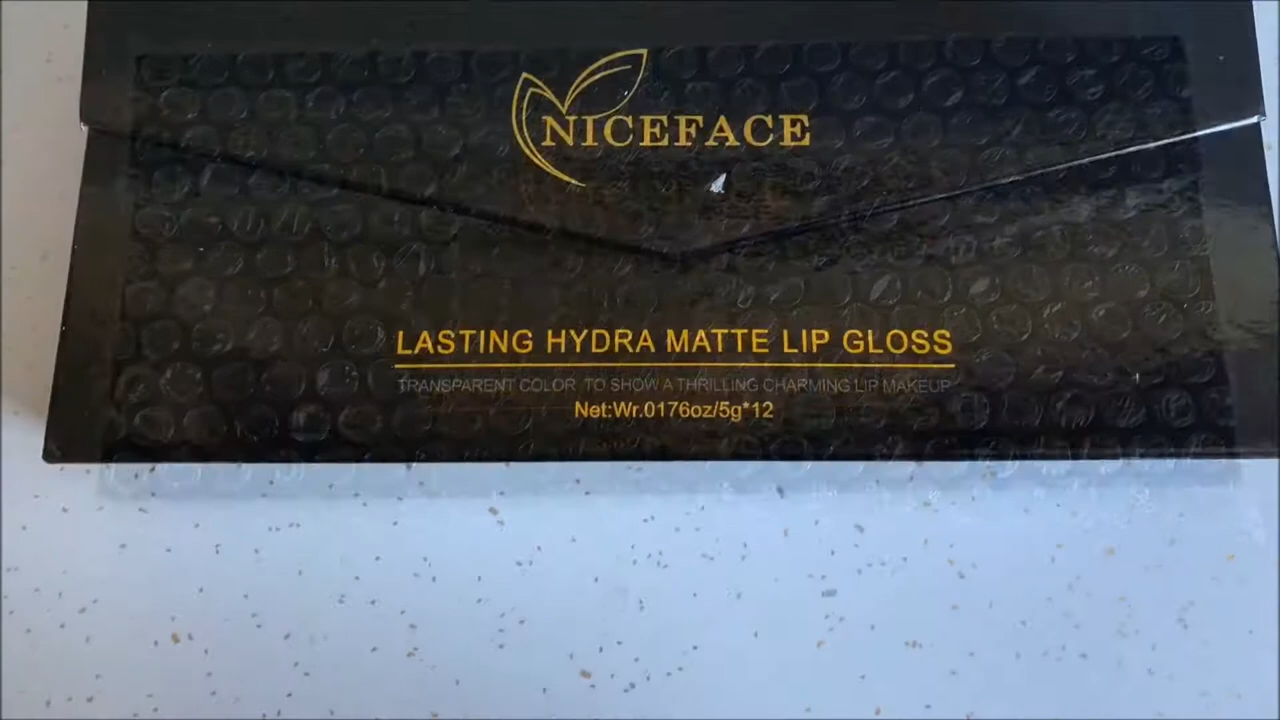 NICEFACE
LASTING HYDRA MATTE LIP GLOSS
TRANSPARENT COLOR TO SHOW A THRILLING CHARMING LIP MAKEUP
Net:Wr.0176oz/5g*12